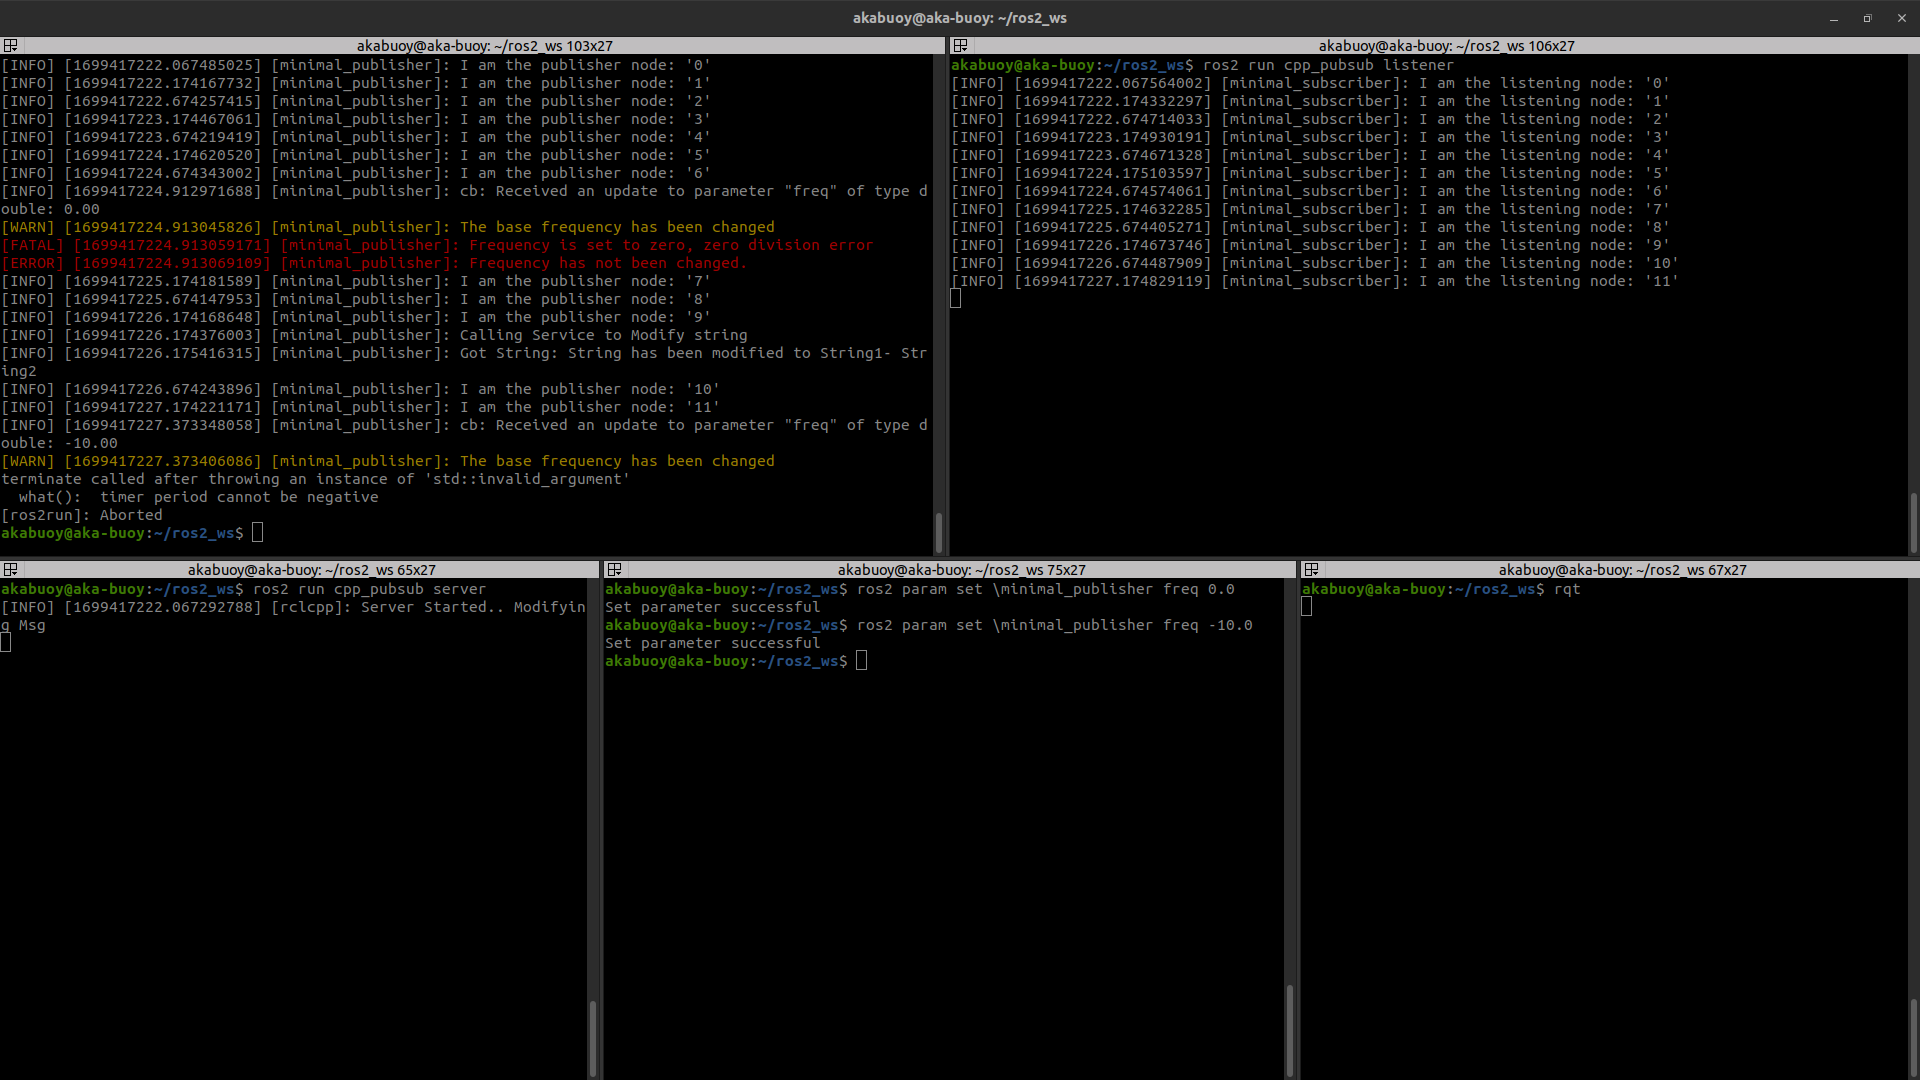 akabuoy@aka-buoy: ~/ros2_ws
akabuoy@aka-buoy: ~/ros2_ws 103x27
[INFO] [1699417222.067485025] [minimal_publisher]: I am the publisher node: '0'
[INFO] [1699417222.174167732] [minimal_publisher]: I am the publisher node: '1'
[INFO] [1699417222.674257415] [minimal_publisher]: I am the publisher node: '2'
[INFO] [1699417223.174467061] [minimal_publisher]: I am the publisher node: '3'
[INFO] [1699417223.674219419] [minimal_publisher]: I am the publisher node: '4'
[INFO] [1699417224.174620520] [minimal_publisher]: I am the publisher node: '5'
[INFO] [1699417224.674343002] [minimal_publisher]: I am the publisher node: '6'
[INFO] [1699417224.912971688] [minimal_publisher]: cb: Received an update to parameter "freq" of type d
ouble: 0.00
[WARN] [1699417224.913045826] [minimal_publisher]: The base frequency has been changed
[FATAL] [1699417224.913059171] [minimal_publisher]: Frequency is set to zero, zero division error
[ERROR] [1699417224.913069109] [minimal_publisher]: Frequency has not been changed.
[INFO] [1699417225.174181589] [minimal_publisher]: I am the publisher node: '7'
[INFO] [1699417225.674147953] [minimal_publisher]: I am the publisher node: '8'
[INFO] [1699417226.174168648] [minimal_publisher]: I am the publisher node: '9'
[INFO] [1699417226.174376003] [minimal_publisher]: Calling Service to Modify string
[INFO] [1699417226.175416315] [minimal_publisher]: Got String: String has been modified to String1- Str
ing2
[INFO] [1699417226.674243896] [minimal_publisher]: I am the publisher node: '10'
[INFO] [1699417227.174221171] [minimal_publisher]: I am the publisher node: '11'
[INFO] [1699417227.373348058] [minimal_publisher]: cb: Received an update to parameter "freq" of type d
ouble: -10.00
[WARN] [1699417227.373406086] [minimal_publisher]: The base frequency has been changed
terminate called after throwing an instance of 'std::invalid_argument'
  what():  timer period cannot be negative
[ros2run]: Aborted
akabuoy@aka-buoy:~/ros2_ws$
akabuoy@aka-buoy: ~/ros2_ws 106x27
akabuoy@aka-buoy:~/ros2_ws$ ros2 run cpp_pubsub listener
[INFO] [1699417222.067564002] [minimal_subscriber]: I am the listening node: '0'
[INFO] [1699417222.174332297] [minimal_subscriber]: I am the listening node: '1'
[INFO] [1699417222.674714033] [minimal_subscriber]: I am the listening node: '2'
[INFO] [1699417223.174930191] [minimal_subscriber]: I am the listening node: '3'
[INFO] [1699417223.674671328] [minimal_subscriber]: I am the listening node: '4'
[INFO] [1699417224.175103597] [minimal_subscriber]: I am the listening node: '5'
[INFO] [1699417224.674574061] [minimal_subscriber]: I am the listening node: '6'
[INFO] [1699417225.174632285] [minimal_subscriber]: I am the listening node: '7'
[INFO] [1699417225.674405271] [minimal_subscriber]: I am the listening node: '8'
[INFO] [1699417226.174673746] [minimal_subscriber]: I am the listening node: '9'
[INFO] [1699417226.674487909] [minimal_subscriber]: I am the listening node: '10'
[INFO] [1699417227.174829119] [minimal_subscriber]: I am the listening node: '11'
akabuoy@aka-buoy: ~/ros2_ws 65x27
akabuoy@aka-buoy:~/ros2_ws$ ros2 run cpp_pubsub server
[INFO] [1699417222.067292788] [rclcpp]: Server Started.. Modifyin
g Msg
akabuoy@aka-buoy: ~/ros2_ws 75x27
akabuoy@aka-buoy:~/ros2_ws$ ros2 param set \minimal_publisher freq 0.0
Set parameter successful
akabuoy@aka-buoy:~/ros2_ws$ ros2 param set \minimal_publisher freq -10.0
Set parameter successful
akabuoy@aka-buoy:~/ros2_ws$
akabuoy@aka-buoy: ~/ros2_ws 67x27
akabuoy@aka-buoy:~/ros2_ws$ rqt